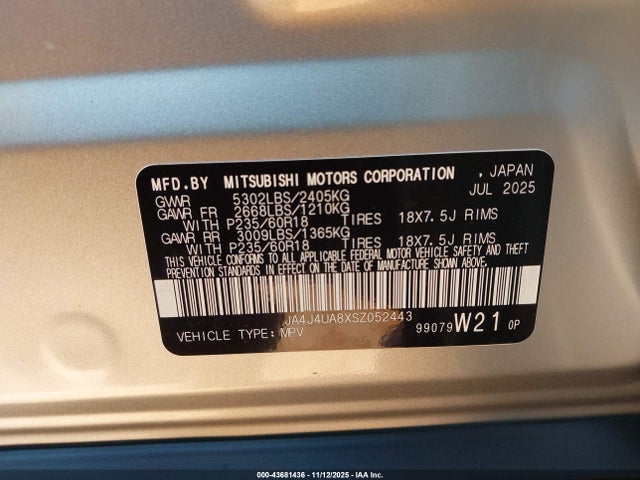 MFD.BY MITSUBISHI MOTORS CORPORATION , JAPAN
JUL 2025
GVWR 5302LBS/2405KG
GAWR FR 2668LBS/1210KG
WITH P235/60R18 TIRES 18X7.5J RIMS
GAWR RR 3009LBS/1365KG
WITH P235/60R18 TIRES 18X7.5J RIMS
THIS VEHICLE CONFORMS TO ALL APPLICABLE FEDERAL MOTOR VEHICLE SAFETY AND THEFT
PREVENTION STANDARDS IN EFFECT ON THE DATE OF MANUFACTURE SHOWN ABOVE.
JA4J4UA8XSZ052443
VEHICLE TYPE: MPV
99079 W21 0P
000-43681436 - 11/12/2025 - IAA Inc.